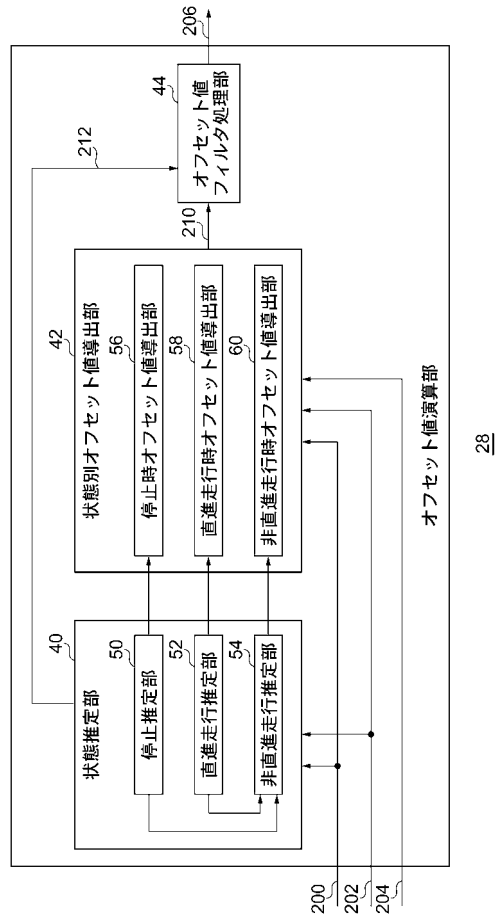 206
44
オフセット値
フィルタ処理部
212
210
42
状態別オフセット値導出部
56
停止時オフセット値導出部
58
直進走行時オフセット値導出部
60
非直進走行時オフセット値導出部
40
状態推定部
50
停止推定部
52
直進走行推定部
54
非直進走行推定部
オフセット値演算部
200
202
204
28